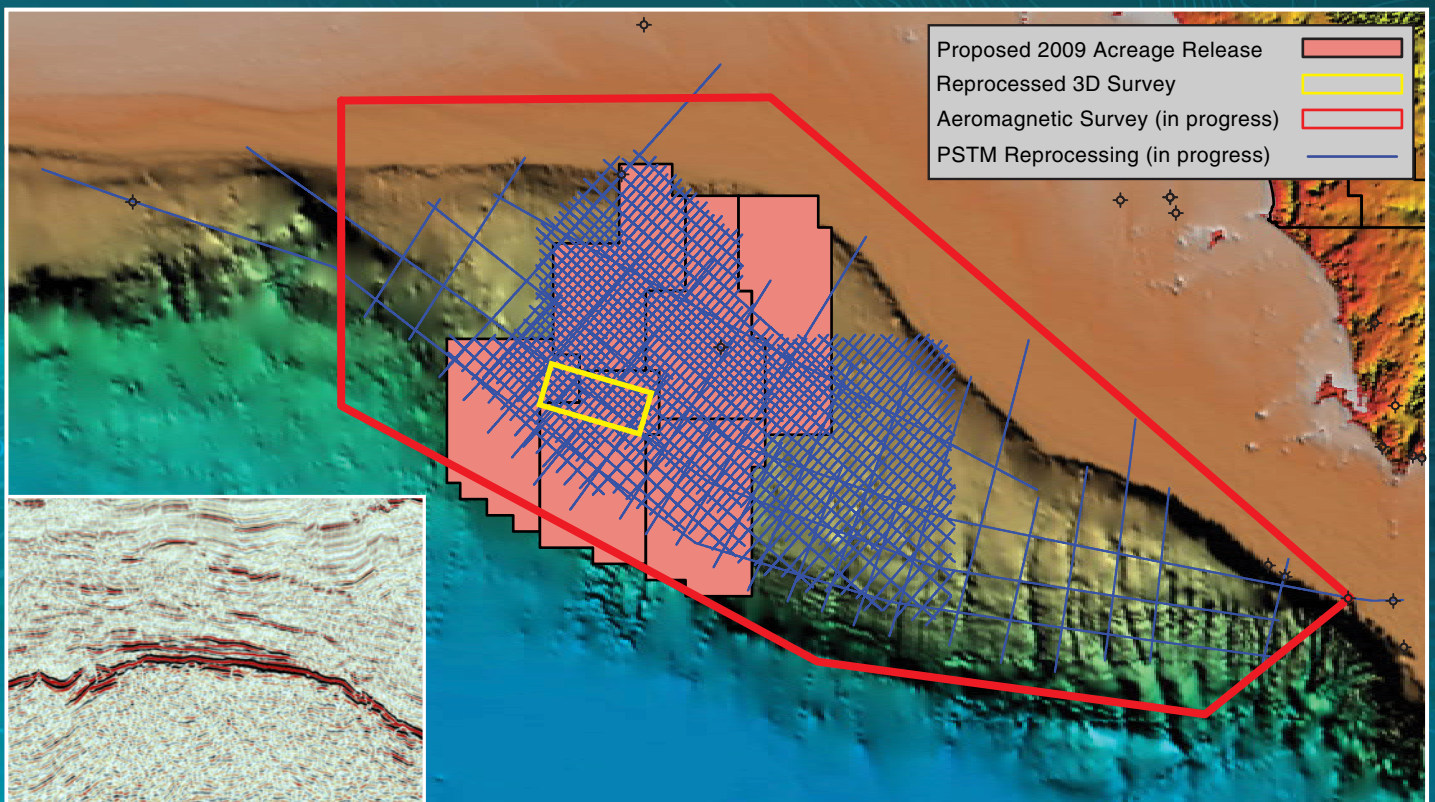 Proposed 2009 Acreage Release
Reprocessed 3D Survey
Aeromagnetic Survey (in progress)
PSTM Reprocessing (in progress)